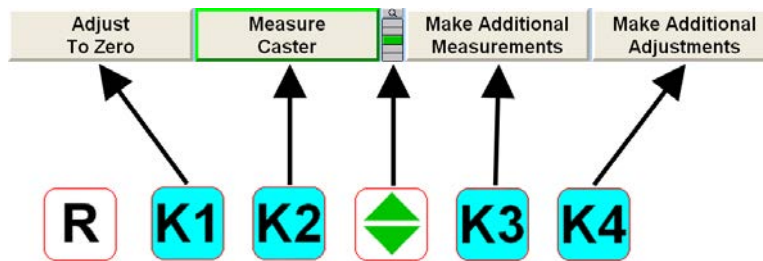 Adjust
To Zero
Measure
Caster
Make Additional
Measurements
Make Additional
Adjustments
R
K1
K2
K3
K4